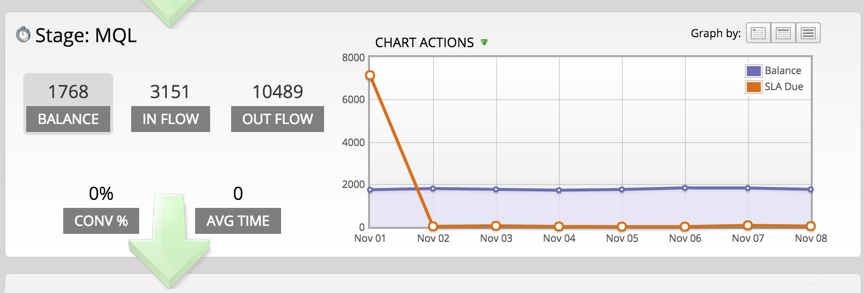 Stage: MQL
1768
BALANCE
3151
IN FLOW
10489
OUT FLOW
0%
CONV %
0
AVG TIME
CHART ACTIONS
Graph by:
Balance
SLA Due
8000
6000
4000
2000
0
Nov 01 Nov 02 Nov 03 Nov 04 Nov 05 Nov 06 Nov 07 Nov 08